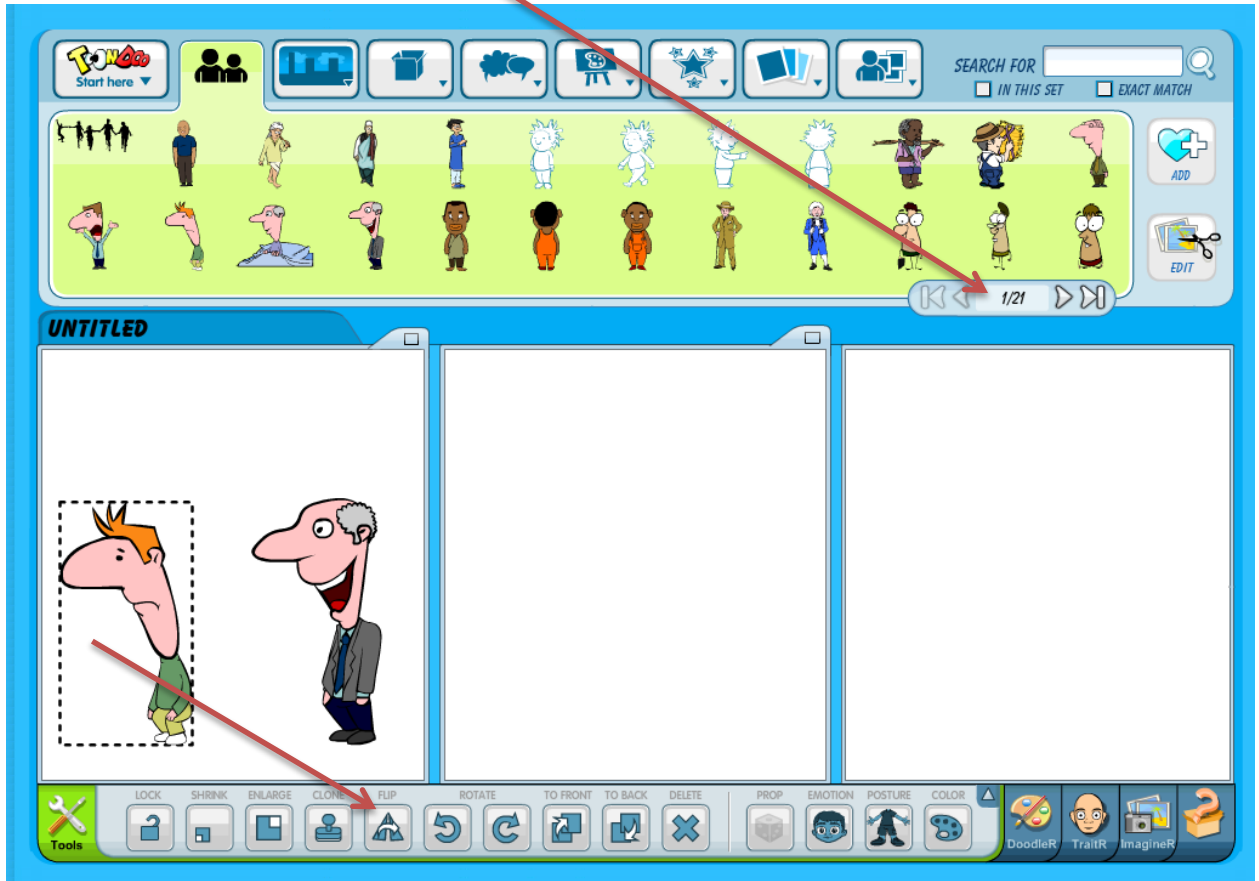 TOONDOO
Start here ▼
SEARCH FOR
IN THIS SET EXACT MATCH
ADD
EDIT
1/21
UNTITLED
LOCK SHRINK ENLARGE CLONE FLIP ROTATE TO FRONT TO BACK DELETE PROP EMOTION POSTURE COLOR
Tools
DoodleR TraitR ImagineR